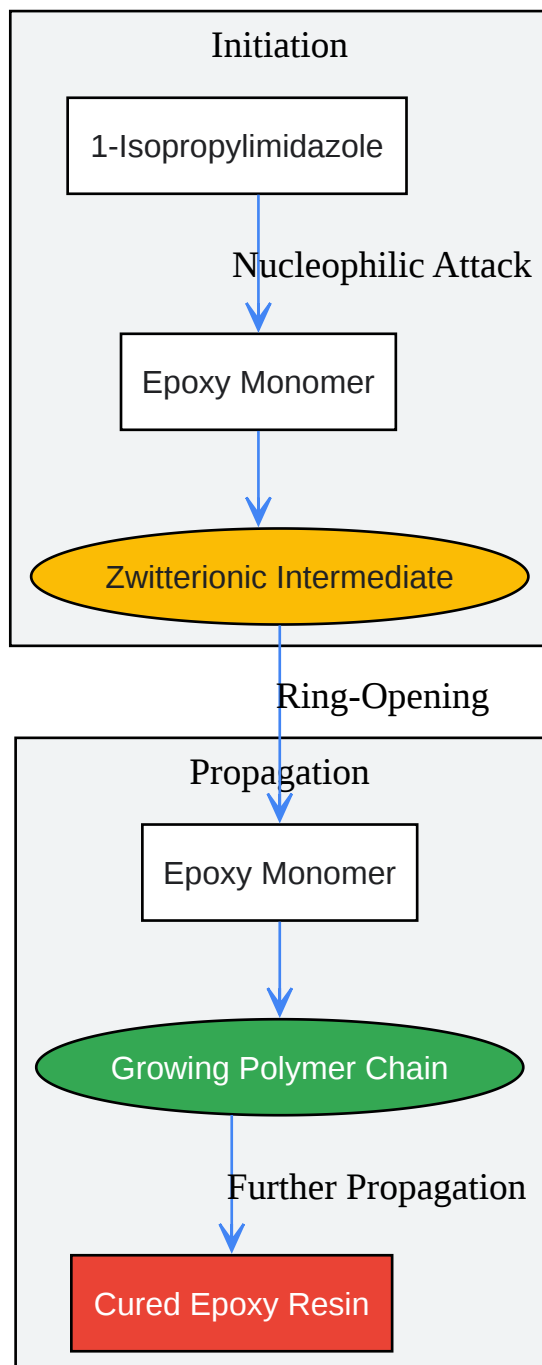 Initiation
1-Isopropylimidazole
Nucleophilic Attack
Epoxy Monomer
Zwitterionic Intermediate
Ring-Opening
Propagation
Epoxy Monomer
Growing Polymer Chain
Further Propagation
Cured Epoxy Resin